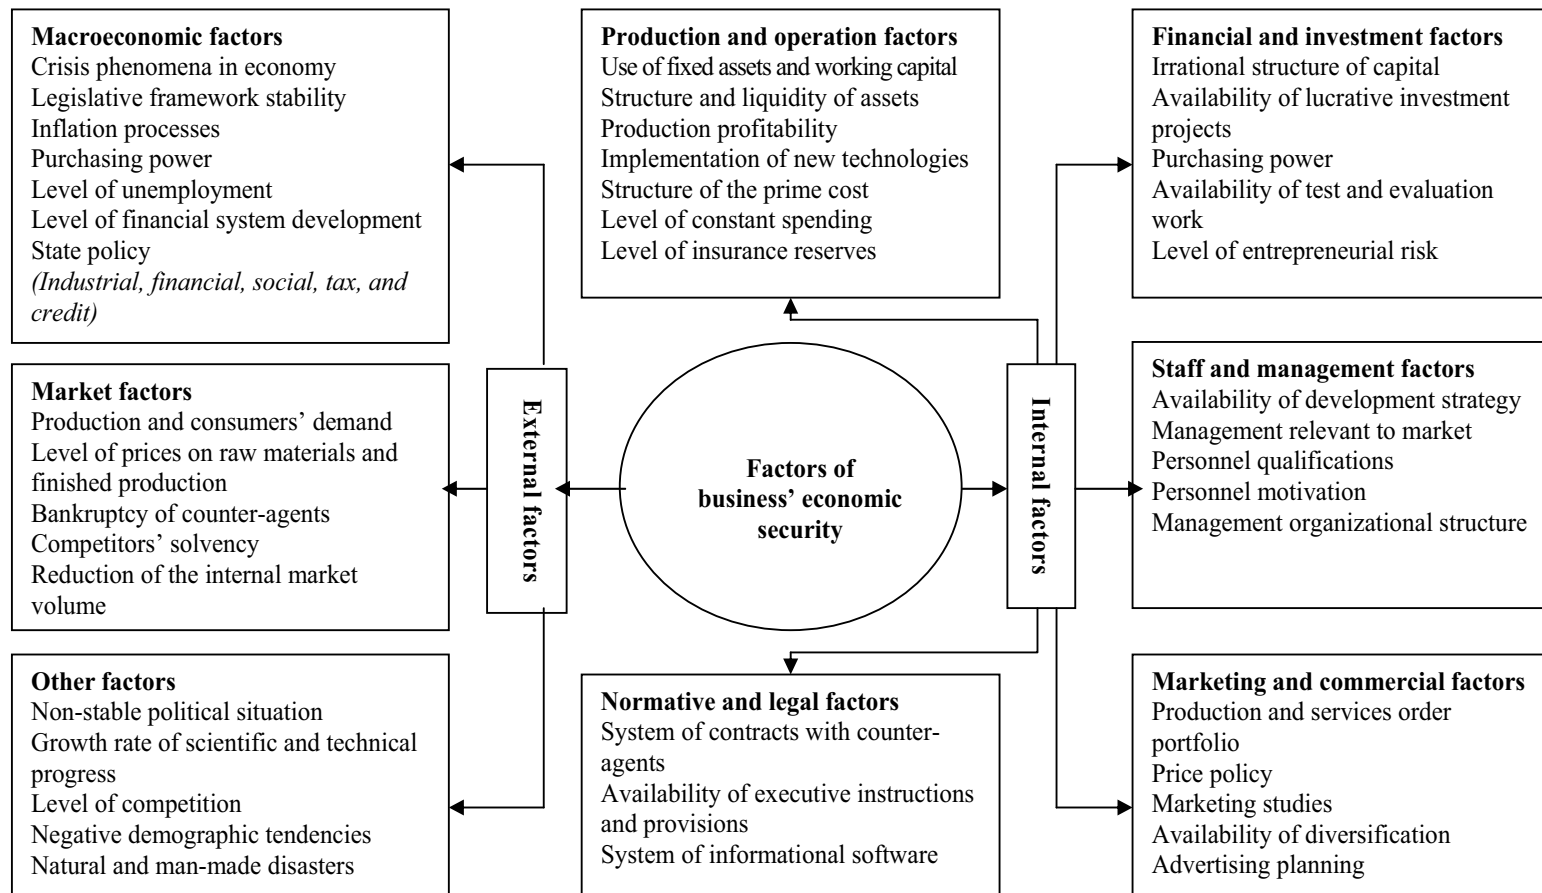 Macroeconomic factors
Crisis phenomena in economy
Legislative framework stability
Inflation processes
Purchasing power
Level of unemployment
Level of financial system development
State policy
(Industrial, financial, social, tax, and
credit)
Market factors
Production and consumers’ demand
Level of prices on raw materials and
finished production
Bankruptcy of counter-agents
Competitors’ solvency
Reduction of the internal market
volume
Other factors
Non-stable political situation
Growth rate of scientific and technical
progress
Level of competition
Negative demographic tendencies
Natural and man-made disasters
External factors
Production and operation factors
Use of fixed assets and working capital
Structure and liquidity of assets
Production profitability
Implementation of new technologies
Structure of the prime cost
Level of constant spending
Level of insurance reserves
Factors of
business’ economic
security
Normative and legal factors
System of contracts with counter-
agents
Availability of executive instructions
and provisions
System of informational software
Internal factors
Financial and investment factors
Irrational structure of capital
Availability of lucrative investment
projects
Purchasing power
Availability of test and evaluation
work
Level of entrepreneurial risk
Staff and management factors
Availability of development strategy
Management relevant to market
Personnel qualifications
Personnel motivation
Management organizational structure
Marketing and commercial factors
Production and services order
portfolio
Price policy
Marketing studies
Availability of diversification
Advertising planning